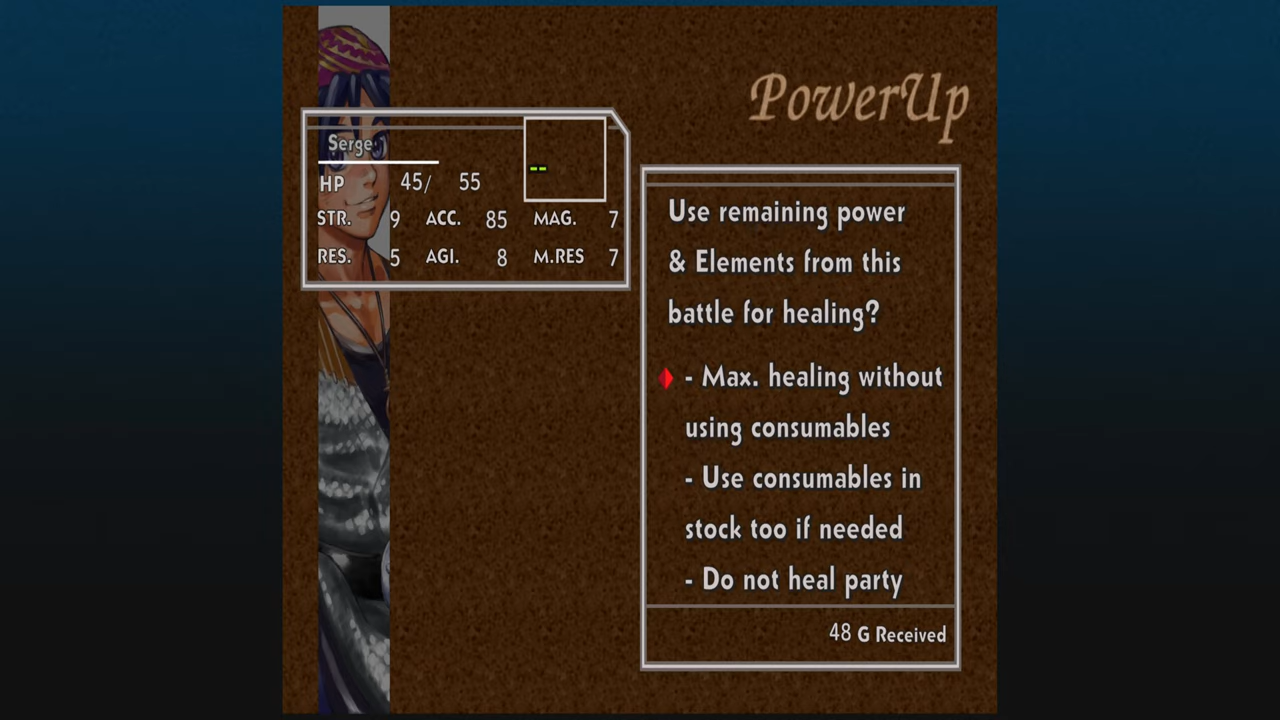 PowerUp
Serge
HP 45/ 55
STR. 9 ACC. 85 MAG. 7
RES. 5 AGI. 8 M.RES 7
Use remaining power
& Elements from this
battle for healing?
- Max. healing without
using consumables
- Use consumables in
stock too if needed
- Do not heal party
48 G Received